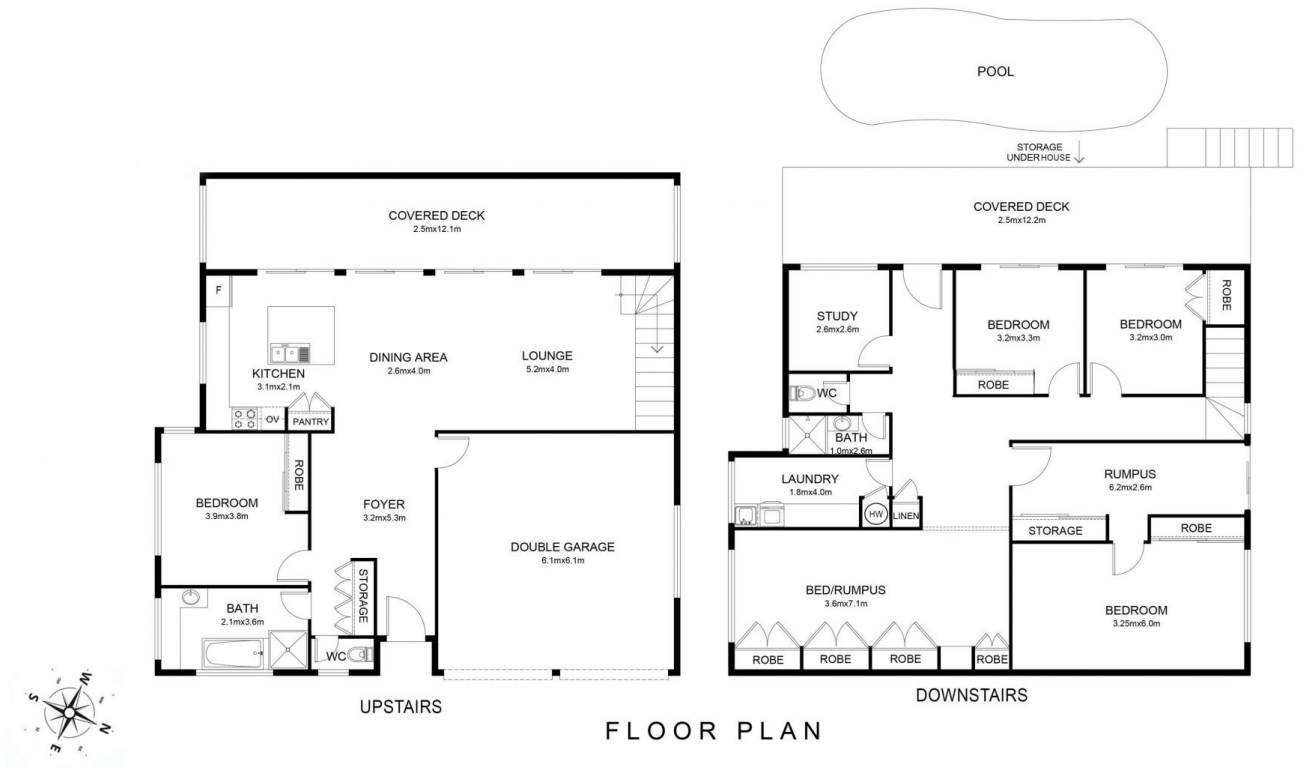 POOL
STORAGE
UNDER HOUSE
COVERED DECK
2.5mx12.1m
COVERED DECK
2.5mx12.2m
F
KITCHEN
3.1mx2.1m
OV
PANTRY
DINING AREA
2.6mx4.0m
LOUNGE
5.2mx4.0m
BEDROOM
3.9mx3.8m
ROBE
FOYER
3.2mx5.3m
STORAGE
DOUBLE GARAGE
6.1mx6.1m
BATH
2.1mx3.6m
WC
UPSTAIRS
STUDY
2.6mx2.6m
BEDROOM
3.2mx3.3m
ROBE
BEDROOM
3.2mx3.0m
ROBE
WC
BATH
1.0mx2.6m
LAUNDRY
1.8mx4.0m
HW
LINEN
RUMPUS
6.2mx2.6m
STORAGE
ROBE
BED/RUMPUS
3.6mx7.1m
ROBE
ROBE
ROBE
ROBE
BEDROOM
3.25mx6.0m
DOWNSTAIRS
W
S
N
E
FLOOR PLAN